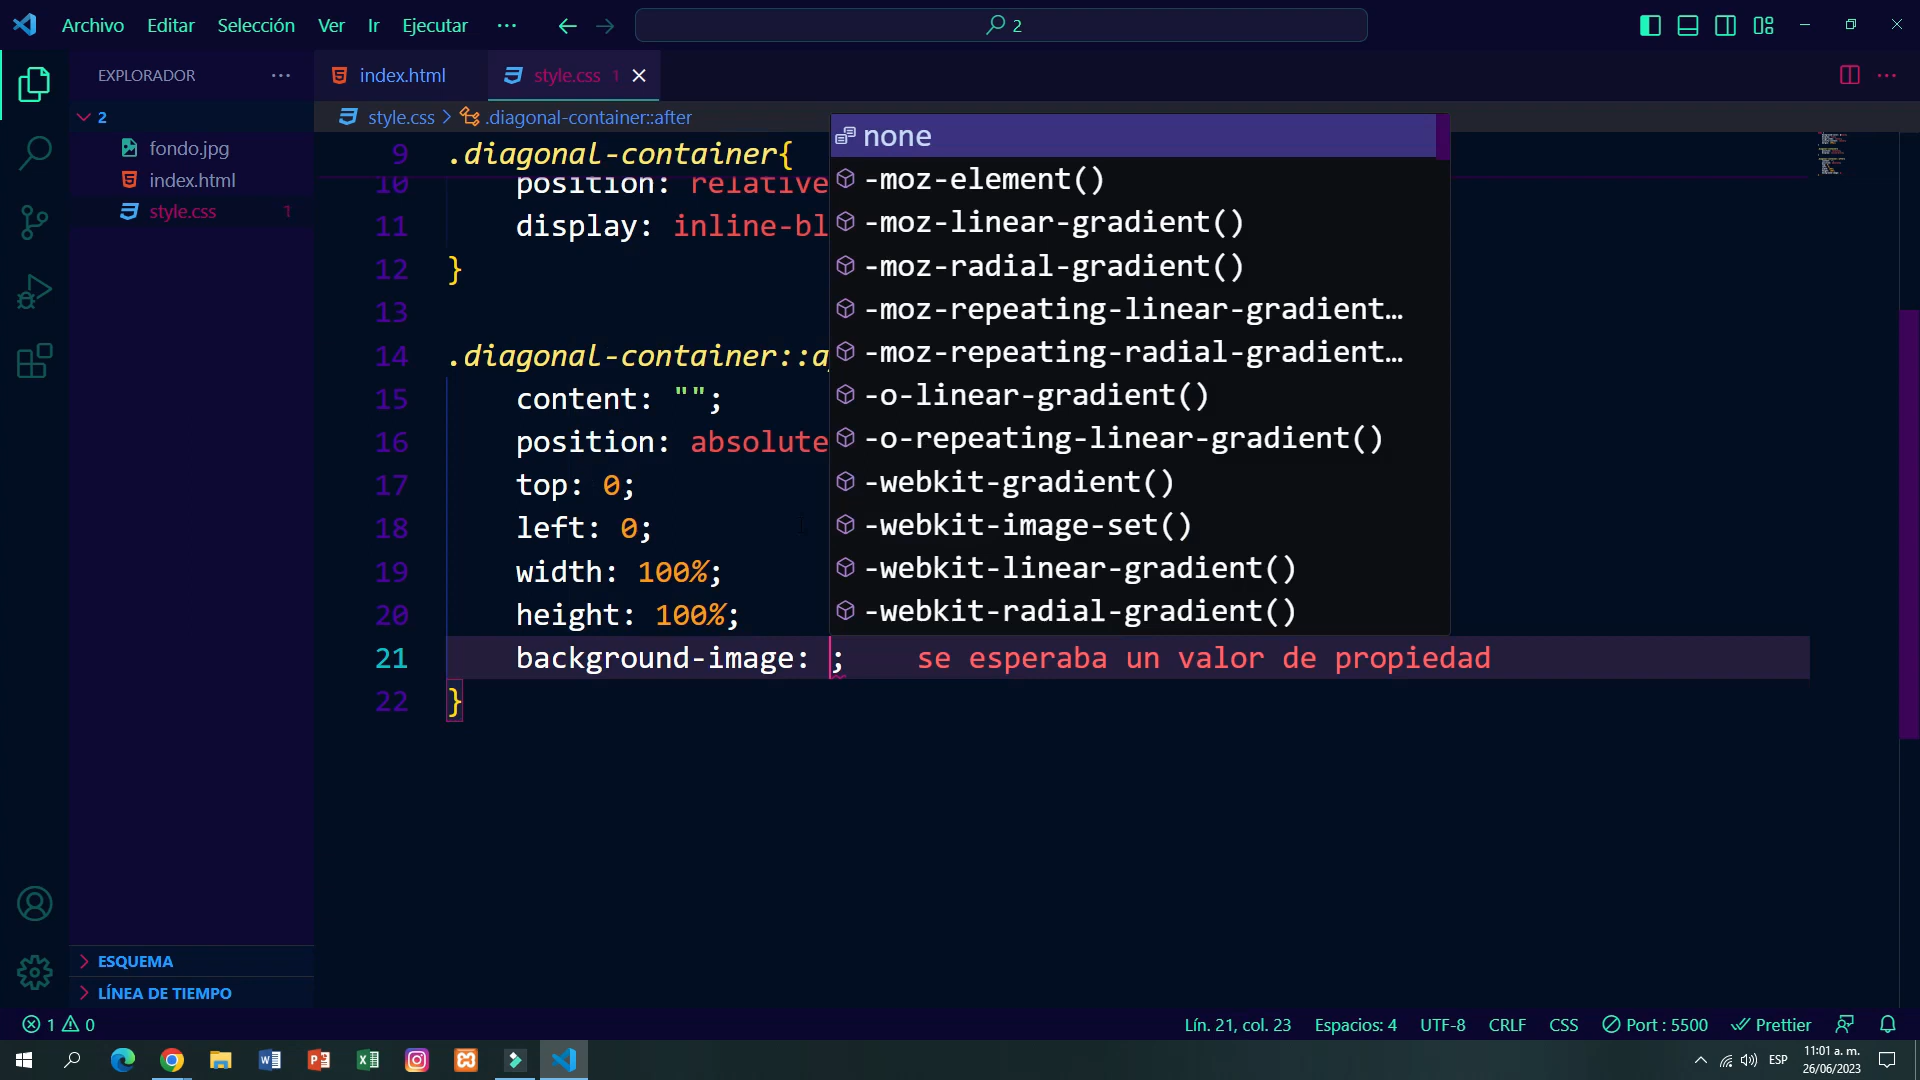 Archivo Editar Selección Ver Ir Ejecutar ··· 2
EXPLORADOR ···
index.html
style.css 1
2
style.css > .diagonal-container::after
fondo.jpg
index.html
style.css 1
9 .diagonal-container{
10 position: relative
11 display: inline-bl
12 }
13
14 .diagonal-container::a
15 content: "";
16 position: absolute
17 top: 0;
18 left: 0;
19 width: 100%;
20 height: 100%;
21 background-image: ; se esperaba un valor de propiedad
22 }
none
-moz-element()
-moz-linear-gradient()
-moz-radial-gradient()
-moz-repeating-linear-gradient…
-moz-repeating-radial-gradient…
-o-linear-gradient()
-o-repeating-linear-gradient()
-webkit-gradient()
-webkit-image-set()
-webkit-linear-gradient()
-webkit-radial-gradient()
ESQUEMA
LÍNEA DE TIEMPO
1 0 Lín. 21, col. 23 Espacios: 4 UTF-8 CRLF CSS Port : 5500 Prettier
ESP
11:01 a. m.
26/06/2023